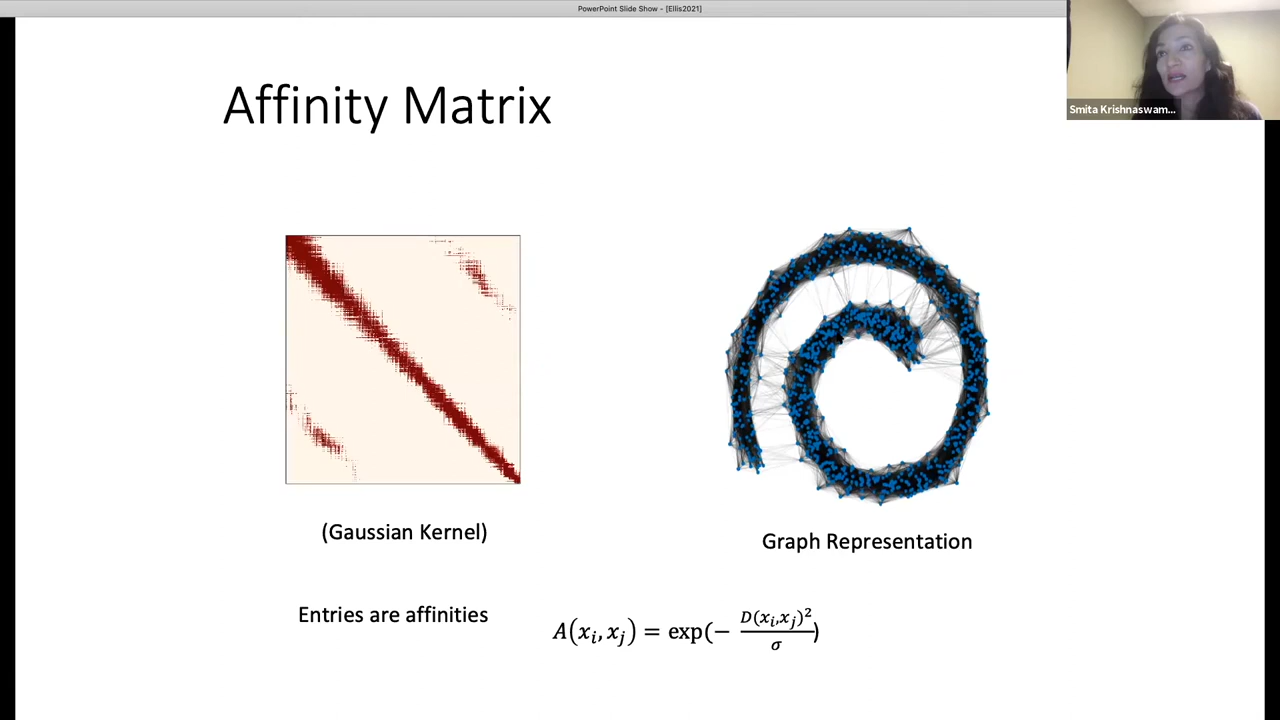 PowerPoint Slide Show - [Ellis2021]
Smita Krishnaswam...
Affinity Matrix
(Gaussian Kernel)
Graph Representation
Entries are affinities
A(x_i, x_j) = exp(− D(x_i,x_j)^2 / σ)